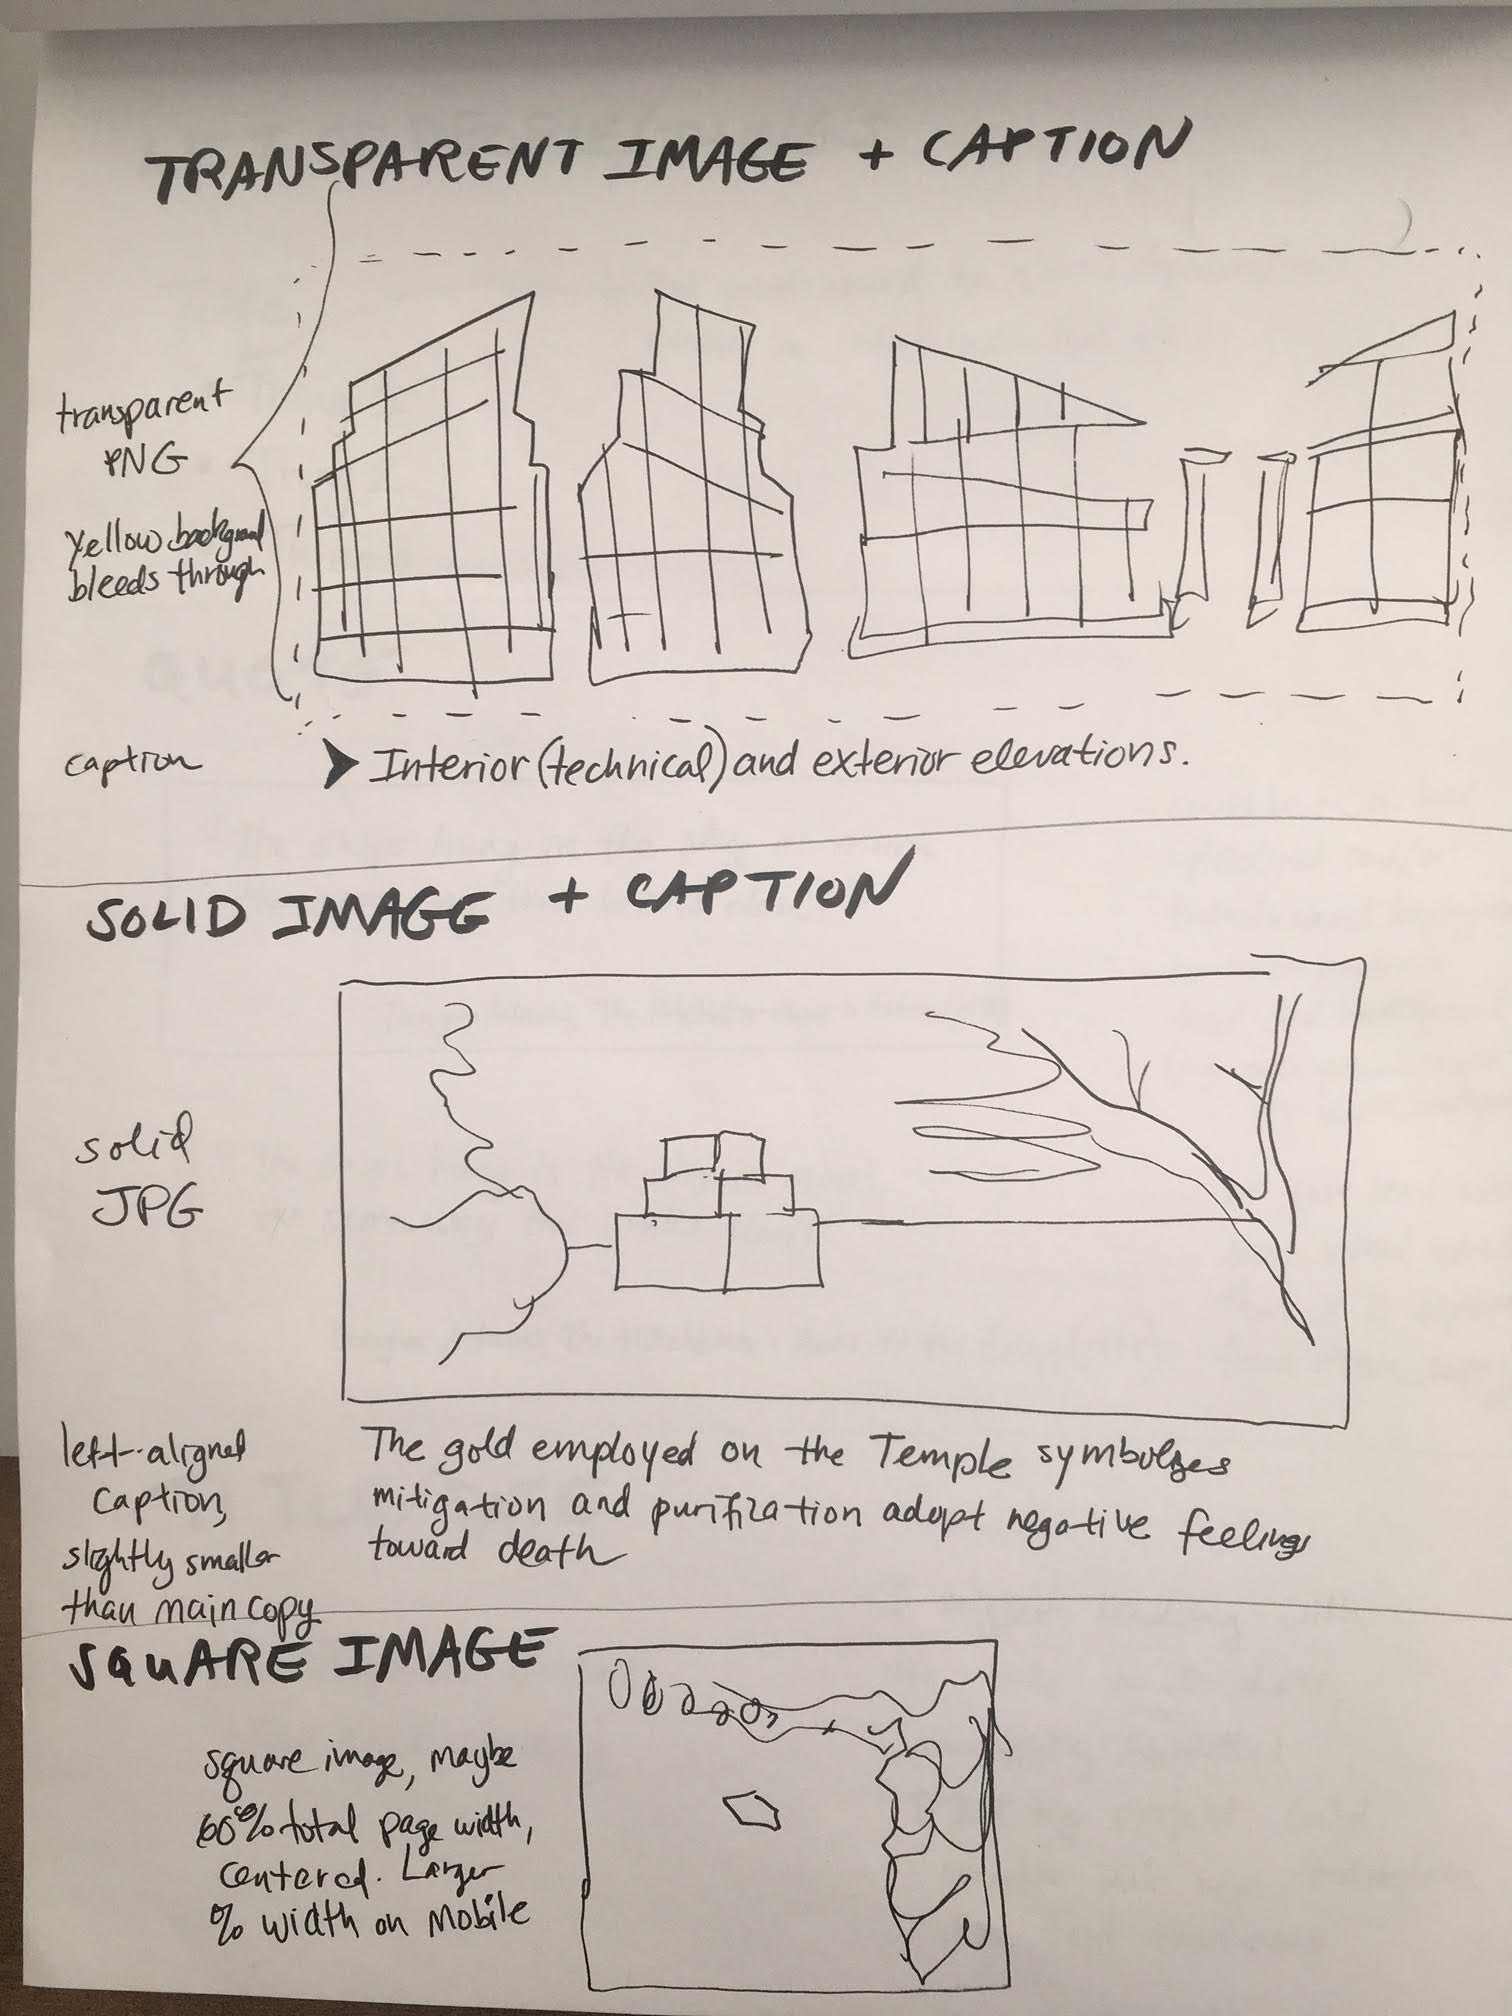 TRANSPARENT IMAGE + CAPTION
transparent
PNG
yellow background
bleeds through
caption
➤ Interior (technical) and exterior elevations.
SOLID IMAGE + CAPTION
solid
JPG
left-aligned
caption,
slightly smaller
than main copy
The gold employed on the Temple symbolizes
mitigation and purifization adopt negative feelings
toward death
SQUARE IMAGE
square image, maybe
60% total page width,
centered. Larger
% width on mobile